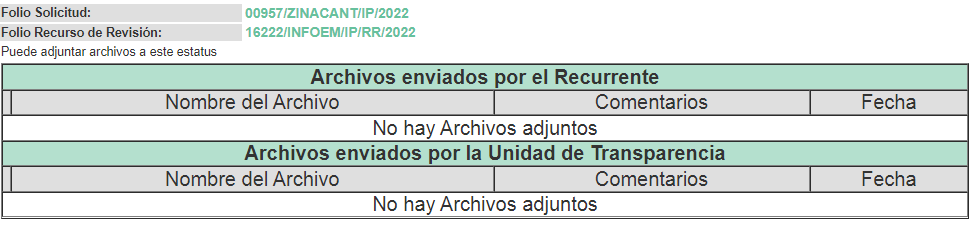 Folio Solicitud: 00957/ZINACANT/IP/2022
Folio Recurso de Revisión: 16222/INFOEM/IP/RR/2022
Puede adjuntar archivos a este estatus
Archivos enviados por el Recurrente
Nombre del Archivo Comentarios Fecha
No hay Archivos adjuntos
Archivos enviados por la Unidad de Transparencia
Nombre del Archivo Comentarios Fecha
No hay Archivos adjuntos